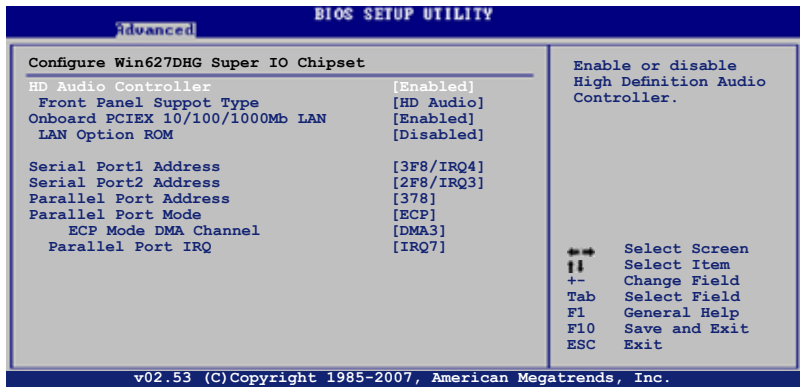 BIOS SETUP UTILITY
Advanced
Configure Win627DHG Super IO Chipset
HD Audio Controller [Enabled]
Front Panel Suppot Type [HD Audio]
Onboard PCIEX 10/100/1000Mb LAN [Enabled]
LAN Option ROM [Disabled]
Serial Port1 Address [3F8/IRQ4]
Serial Port2 Address [2F8/IRQ3]
Parallel Port Address [378]
Parallel Port Mode [ECP]
ECP Mode DMA Channel [DMA3]
Parallel Port IRQ [IRQ7]
Enable or disable
High Definition Audio
Controller.
←→ Select Screen
↑↓ Select Item
+- Change Field
Tab Select Field
F1 General Help
F10 Save and Exit
ESC Exit
v02.53 (C)Copyright 1985-2007, American Megatrends, Inc.